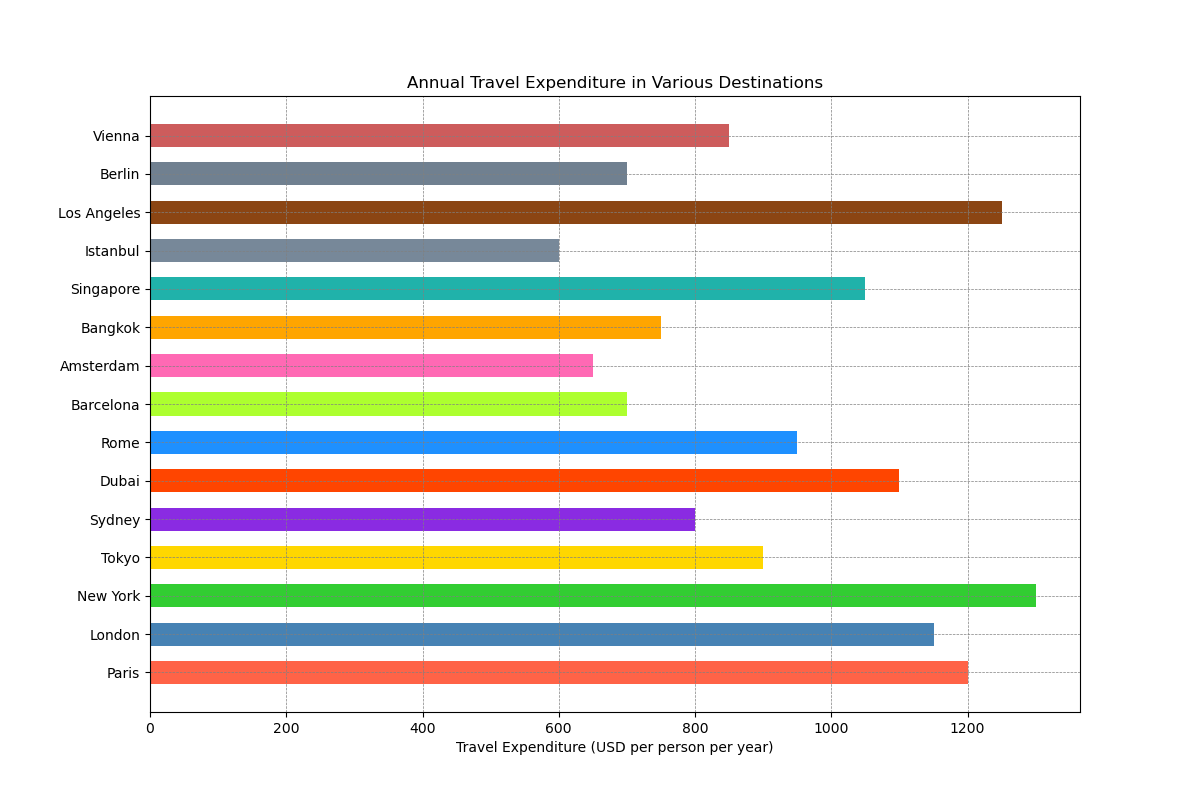 Annual Travel Expenditure in Various Destinations
Vienna
Berlin
Los Angeles
Istanbul
Singapore
Bangkok
Amsterdam
Barcelona
Rome
Dubai
Sydney
Tokyo
New York
London
Paris
0 200 400 600 800 1000 1200
Travel Expenditure (USD per person per year)